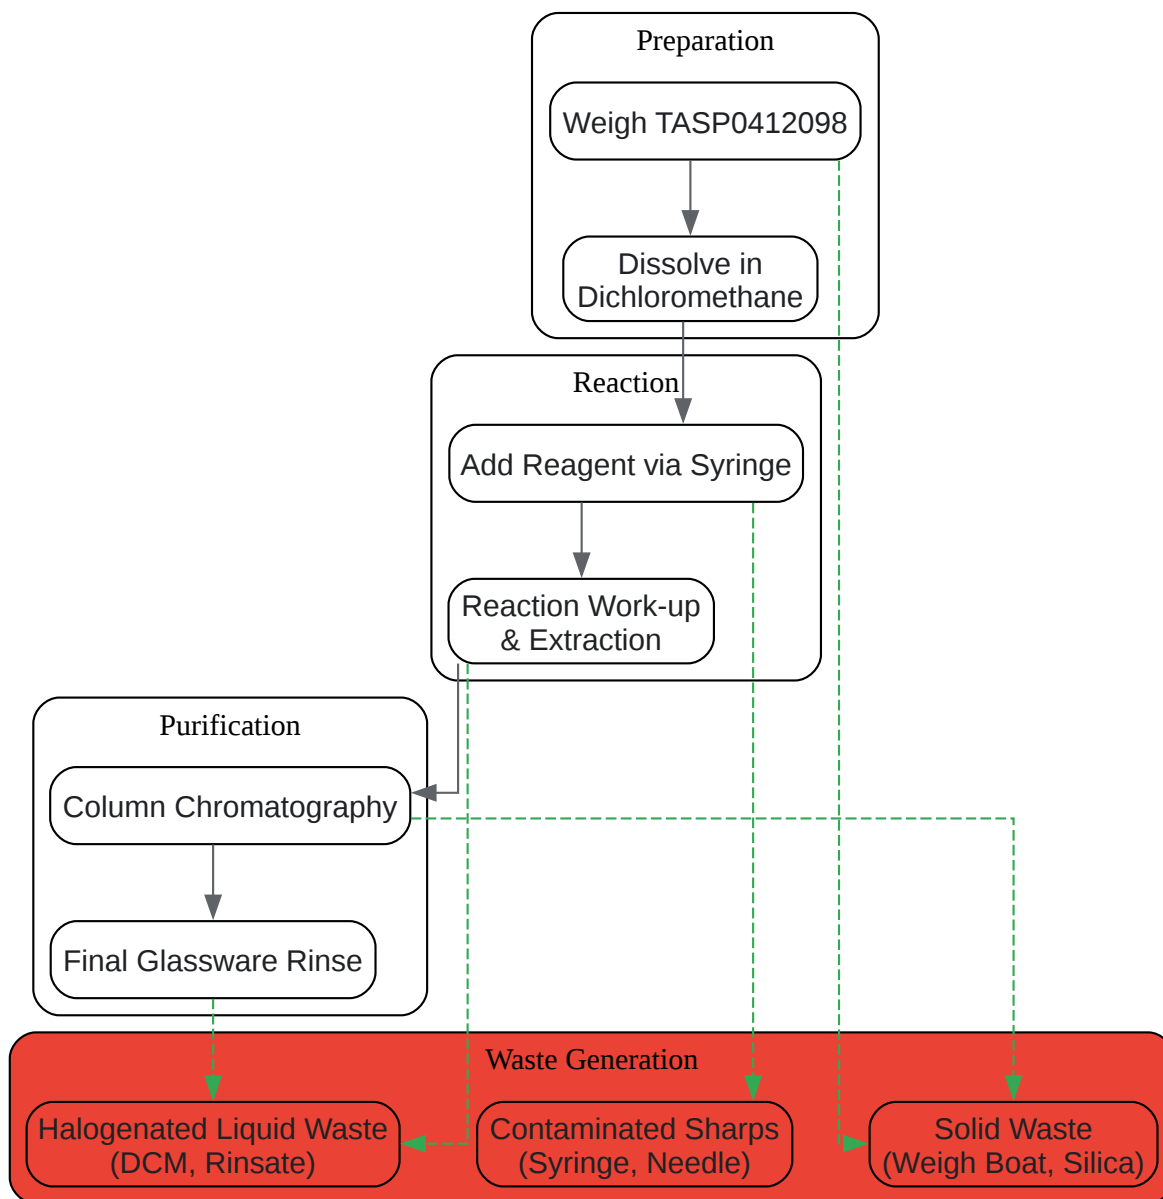 Preparation
Weigh TASP0412098
Dissolve in
Dichloromethane
Reaction
Add Reagent via Syringe
Reaction Work-up
& Extraction
Purification
Column Chromatography
Final Glassware Rinse
Waste Generation
Halogenated Liquid Waste
(DCM, Rinsate)
Contaminated Sharps
(Syringe, Needle)
Solid Waste
(Weigh Boat, Silica)